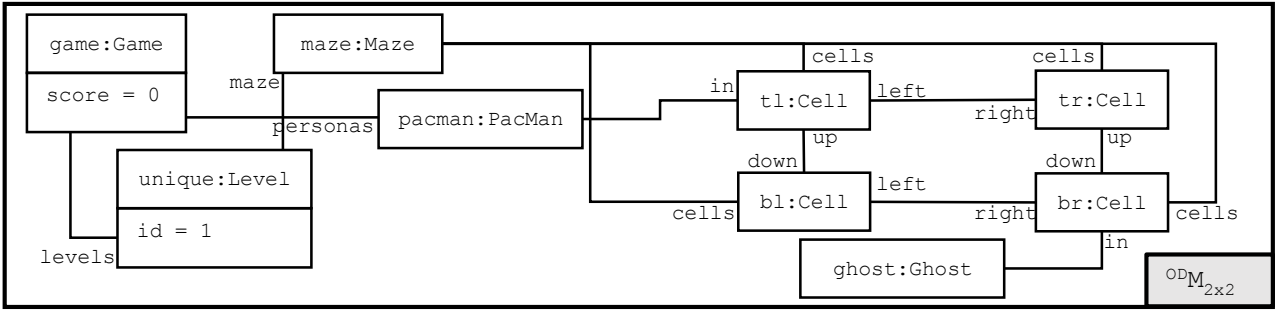 game:Game
score = 0
maze:Maze
maze
personas
pacman:PacMan
unique:Level
id = 1
levels
cells
cells
in
tl:Cell
left
right
tr:Cell
up
up
down
down
bl:Cell
left
right
br:Cell
cells
cells
in
ghost:Ghost
ODM2x2